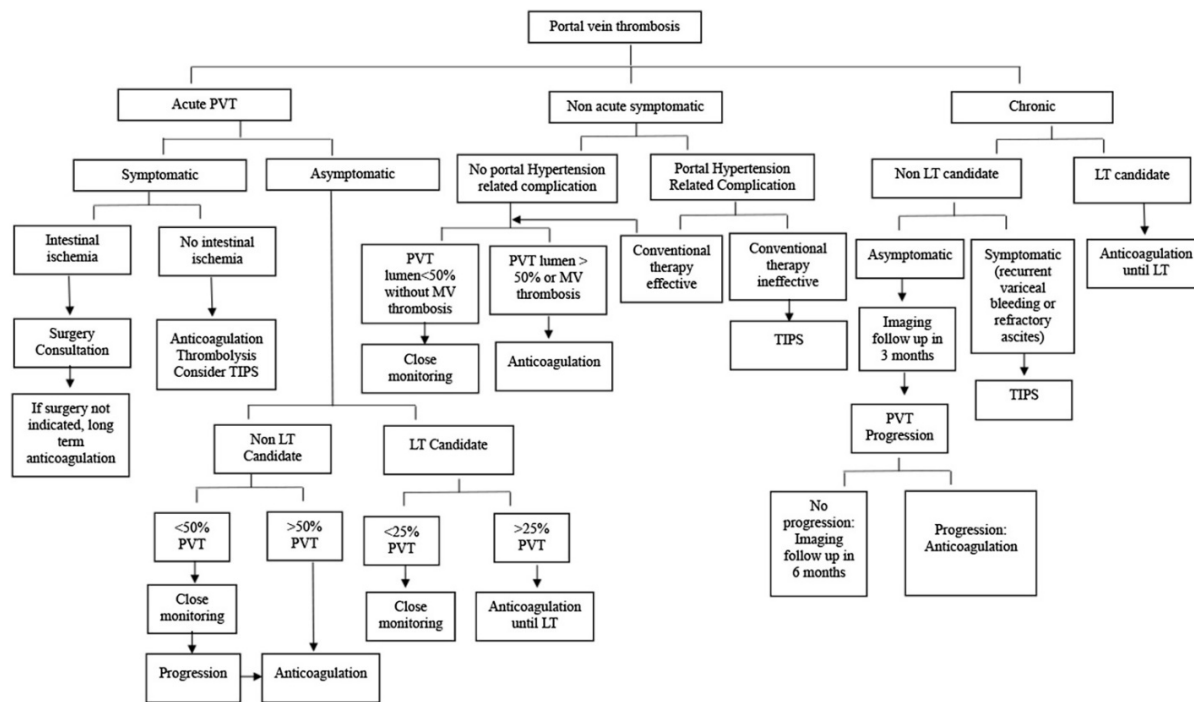 Portal vein thrombosis
Acute PVT
Non acute symptomatic
Chronic
Symptomatic
Asymptomatic
No portal Hypertension
related complication
Portal Hypertension
Related Complication
Non LT candidate
LT candidate
Intestinal
ischemia
No intestinal
ischemia
PVT
lumen<50%
without MV
thrombosis
PVT lumen >
50% or MV
thrombosis
Conventional
therapy
effective
Conventional
therapy
ineffective
Asymptomatic
Symptomatic
(recurrent
variceal
bleeding or
refractory
ascites)
Anticoagulation
until LT
Surgery
Consultation
Anticoagulation
Thrombolysis
Consider TIPS
Close
monitoring
Anticoagulation
TIPS
Imaging
follow up in
3 months
TIPS
If surgery not
indicated, long
term
anticoagulation
PVT
Progression
Non LT
Candidate
LT Candidate
No
progression:
Imaging
follow up in
6 months
Progression:
Anticoagulation
<50%
PVT
>50%
PVT
<25%
PVT
>25%
PVT
Close
monitoring
Close
monitoring
Anticoagulation
until LT
Progression
Anticoagulation